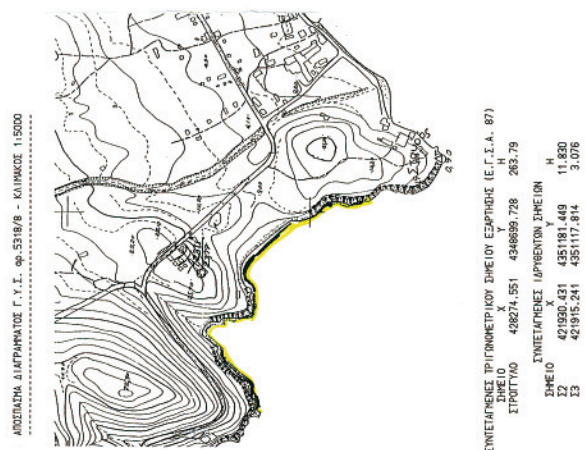 ΑΠΟΣΠΑΣΜΑ ΔΙΑΓΡΑΜΜΑΤΟΣ Γ.Υ.Σ. αρ.5318/8 - ΚΛΙΜΑΚΟΣ 1:5000
ΣΥΝΤΕΤΑΓΜΕΝΕΣ ΤΡΙΓΩΝΟΜΕΤΡΙΚΟΥ ΣΗΜΕΙΟΥ ΕΞΑΡΤΗΣΗΣ (Ε.Γ.Σ.Α. 87)
ΣΗΜΕΙΟ X Y H
ΣΤΡΟΓΓΥΛΟ 428274.551 4348699.728 263.79
ΣΥΝΤΕΤΑΓΜΕΝΕΣ ΙΔΡΥΘΕΝΤΩΝ ΣΗΜΕΙΩΝ
ΣΗΜΕΙΟ X Y H
Σ2 421930.431 4351181.449 11.830
Σ3 421915.241 4351117.814 3.876